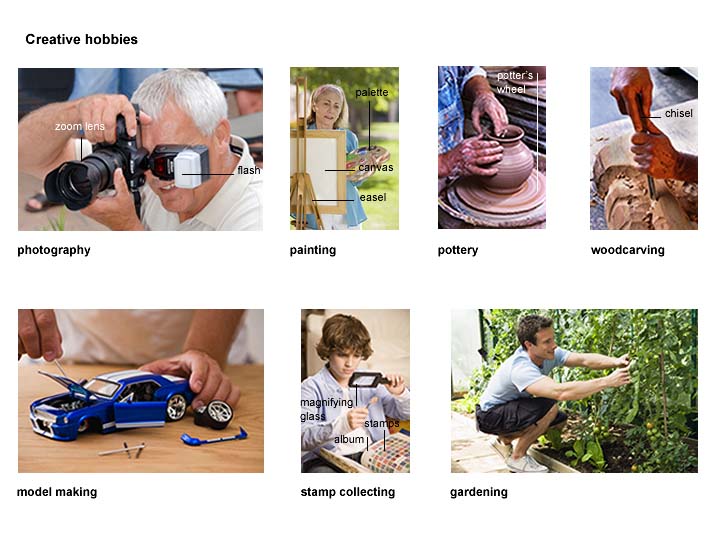 Creative hobbies
zoom lens
flash
palette
canvas
easel
potter's
wheel
chisel
photography
painting
pottery
woodcarving
magnifying
glass
stamps
album
model making
stamp collecting
gardening